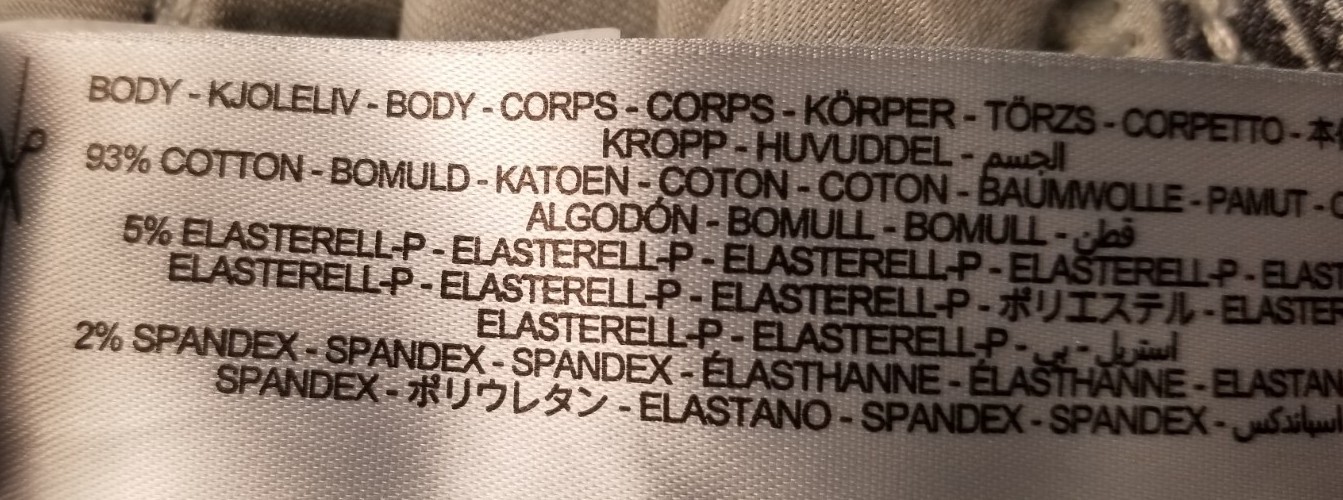 BODY - KJOLELIV - BODY - CORPS - CORPS - KÖRPER - TÖRZS - CORPETTO - 本
KROPP - HUVUDDEL - الجسم
93% COTTON - BOMULD - KATOEN - COTON - COTON - BAUMWOLLE - PAMUT -
ALGODÓN - BOMULL - BOMULL - قطن
5% ELASTERELL-P - ELASTERELL-P - ELASTERELL-P - ELASTERELL-P -
ELASTERELL-P - ELASTERELL-P - ELASTERELL-P - ポリエステル -
ELASTERELL-P - ELASTERELL-P - استريل - پي
2% SPANDEX - SPANDEX - SPANDEX - ÉLASTHANNE - ÉLASTHANNE - ELASTAN
SPANDEX - ポリウレタン - ELASTANO - SPANDEX - SPANDEX - اسباندكس